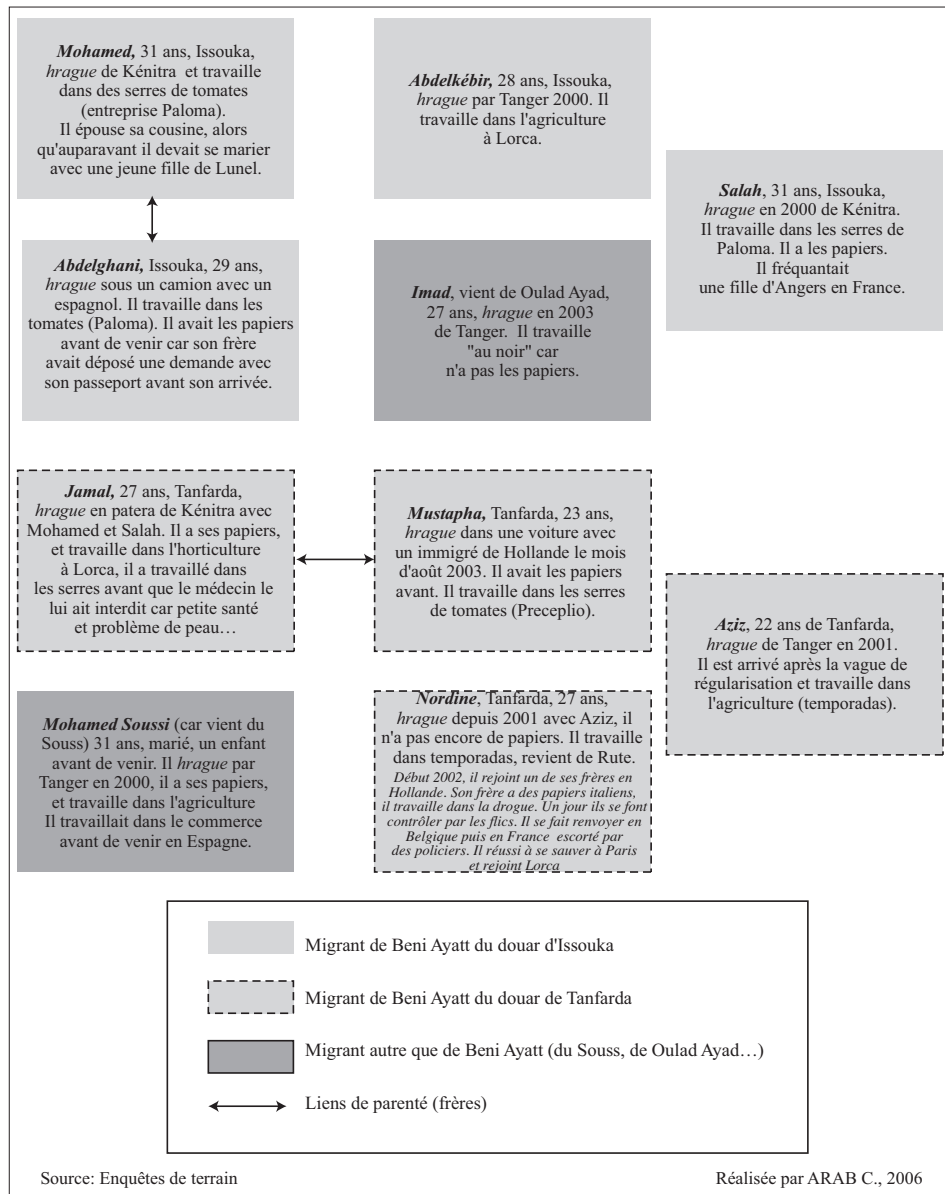 Mohamed, 31 ans, Issouka,
hrague de Kénitra et travaille
dans des serres de tomates
(entreprise Paloma).
Il épouse sa cousine, alors
qu'auparavant il devait se marier
avec une jeune fille de Lunel.
Abdelkébir, 28 ans, Issouka,
hrague par Tanger 2000. Il
travaille dans l'agriculture
à Lorca.
Salah, 31 ans, Issouka,
hrague en 2000 de Kénitra.
Il travaille dans les serres de
Paloma. Il a les papiers.
Il fréquantait
une fille d'Angers en France.
Abdelghani, Issouka, 29 ans,
hrague sous un camion avec un
espagnol. Il travaille dans les
tomates (Paloma). Il avait les papiers
avant de venir car son frère
avait déposé une demande avec
son passeport avant son arrivée.
Imad, vient de Oulad Ayad,
27 ans, hrague en 2003
de Tanger. Il travaille
"au noir" car
n'a pas les papiers.
Jamal, 27 ans, Tanfarda,
hrague en patera de Kénitra avec
Mohamed et Salah. Il a ses papiers,
et travaille dans l'horticulture
à Lorca, il a travaillé dans
les serres avant que le médecin le
lui ait interdit car petite santé
et problème de peau…
Mustapha, Tanfarda, 23 ans,
hrague dans une voiture avec
un immigré de Hollande le mois
d'août 2003. Il avait les papiers
avant. Il travaille dans les serres
de tomates (Preceplio).
Aziz, 22 ans de Tanfarda,
hrague de Tanger en 2001.
Il est arrivé après la vague de
régularisation et travaille dans
l'agriculture (temporadas).
Mohamed Soussi (car vient du
Souss) 31 ans, marié, un enfant
avant de venir. Il hrague par
Tanger en 2000, il a ses papiers,
et travaille dans l'agriculture
Il travaillait dans le commerce
avant de venir en Espagne.
Nordine, Tanfarda, 27 ans,
hrague depuis 2001 avec Aziz, il
n'a pas encore de papiers. Il travaille
dans temporadas, revient de Rute.
Début 2002, il rejoint un de ses frères en
Hollande. Son frère a des papiers italiens,
il travaille dans la drogue. Un jour ils se font
contrôler par les flics. Il se fait renvoyer en
Belgique puis en France escorté par
des policiers. Il réussi à se sauver à Paris
et rejoint Lorca
Migrant de Beni Ayatt du douar d'Issouka
Migrant de Beni Ayatt du douar de Tanfarda
Migrant autre que de Beni Ayatt (du Souss, de Oulad Ayad…)
Liens de parenté (frères)
Source: Enquêtes de terrain
Réalisée par ARAB C., 2006